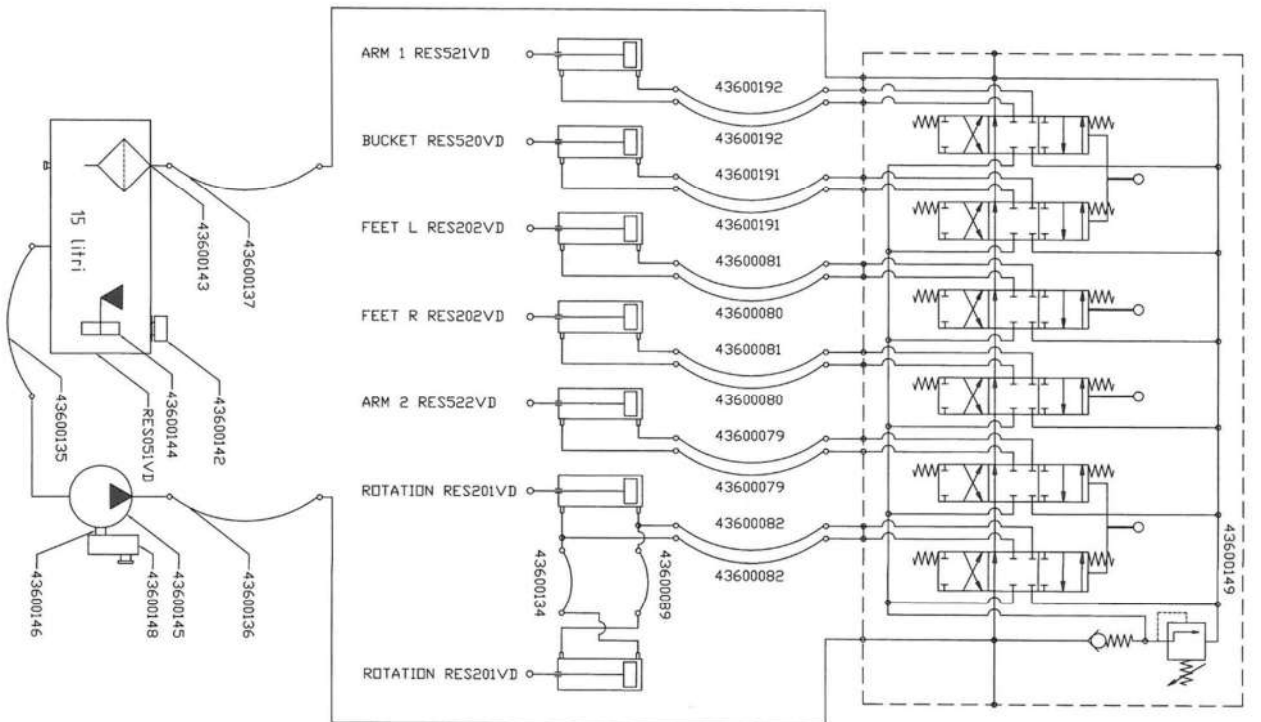 ARM 1 RES521VD
43600192
43600192
BUCKET RES520VD
43600191
43600191
FEET L RES202VD
43600081
43600080
FEET R RES202VD
43600081
43600080
ARM 2 RES522VD
43600079
43600079
ROTATION RES201VD
43600082
43600082
43600134
43600089
ROTATION RES201VD
43600149
15 litri
43600143
43600137
43600135
RES051VD
43600144
43600142
43600146
43600148
43600145
43600136